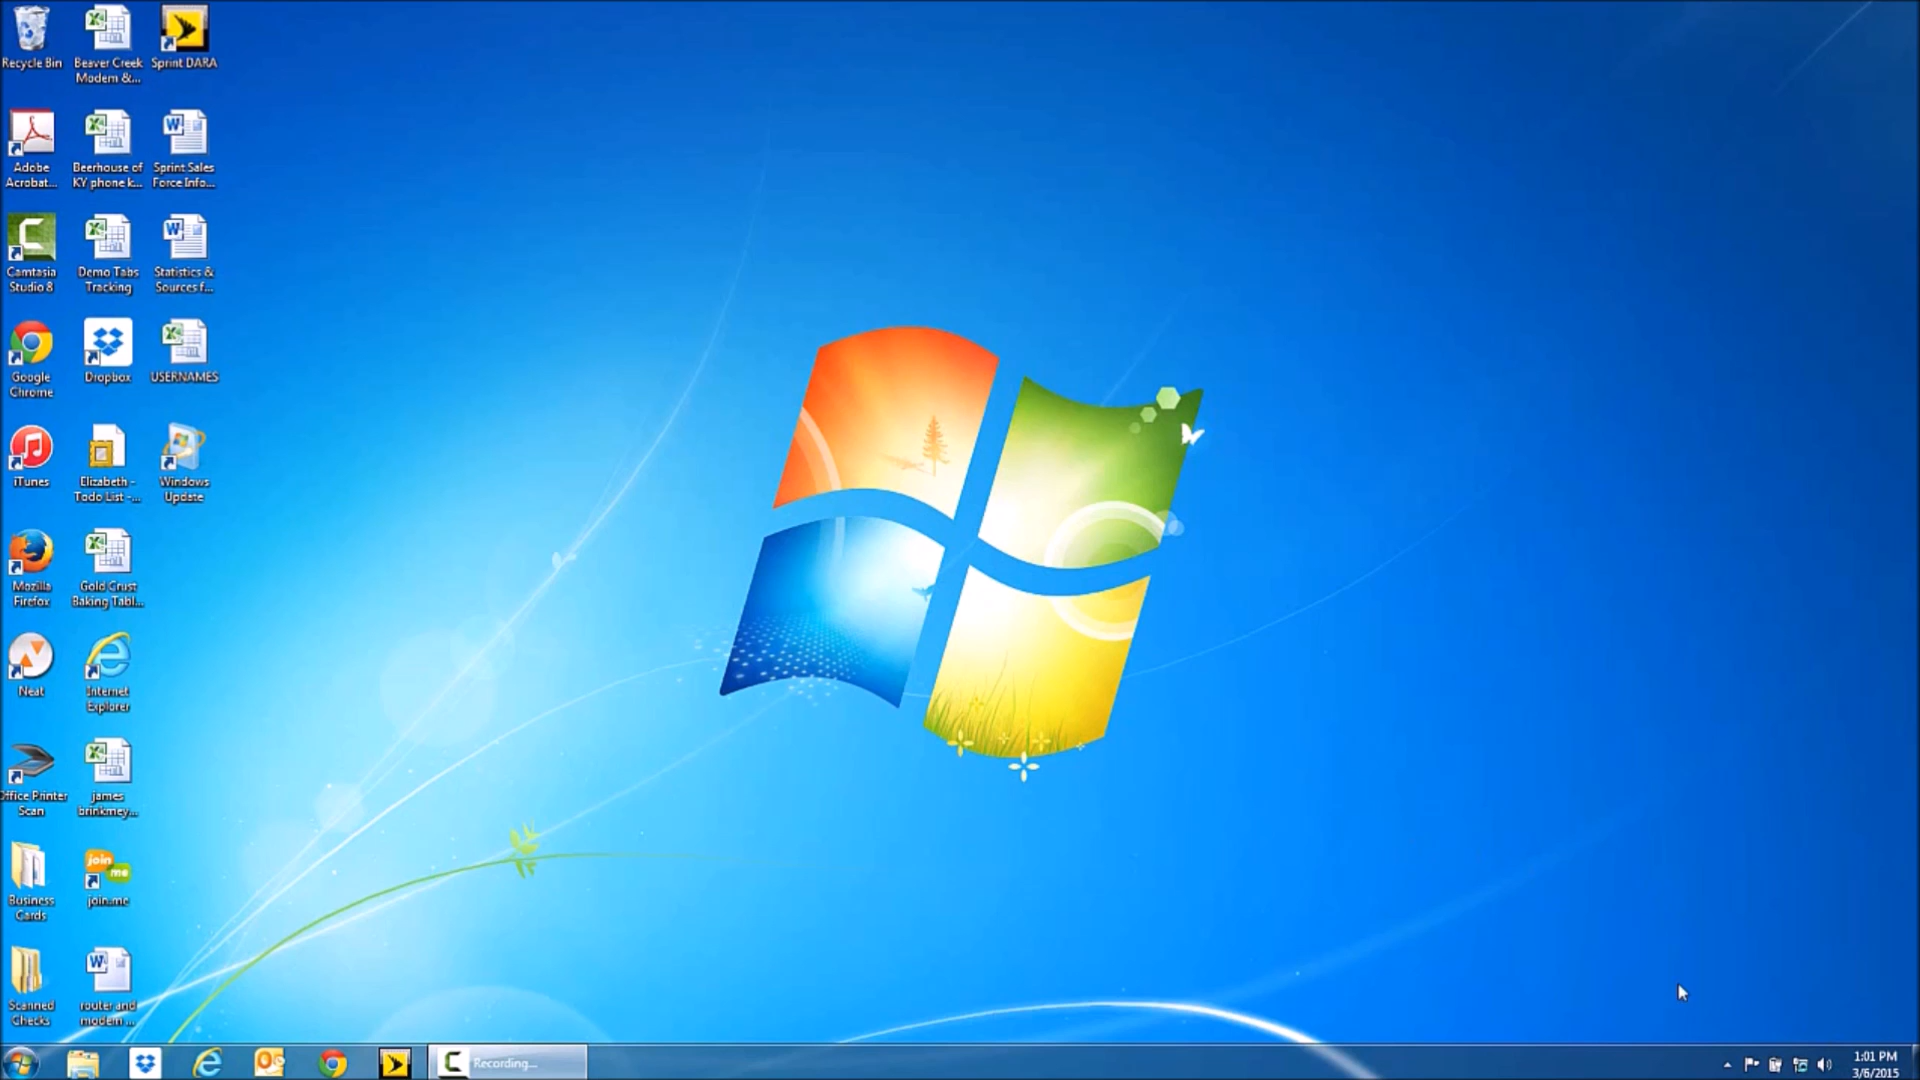 Recycle Bin
Beaver Creek
Modem &...
Sprint DARA
Adobe
Acrobat...
Beerhouse of
KY phone k...
Sprint Sales
Force Info...
Camtasia
Studio 8
Demo Tabs
Tracking
Statistics &
Sources f...
Google
Chrome
Dropbox
USERNAMES
iTunes
Elizabeth -
Todo List -...
Windows
Update
Mozilla
Firefox
Gold Crust
Baking Tabl...
Neat
Internet
Explorer
Office Printer
Scan
james
brinkmey...
Business
Cards
join
me
join.me
Scanned
Checks
router and
modem ...
Recording...
1:01 PM
3/6/2015